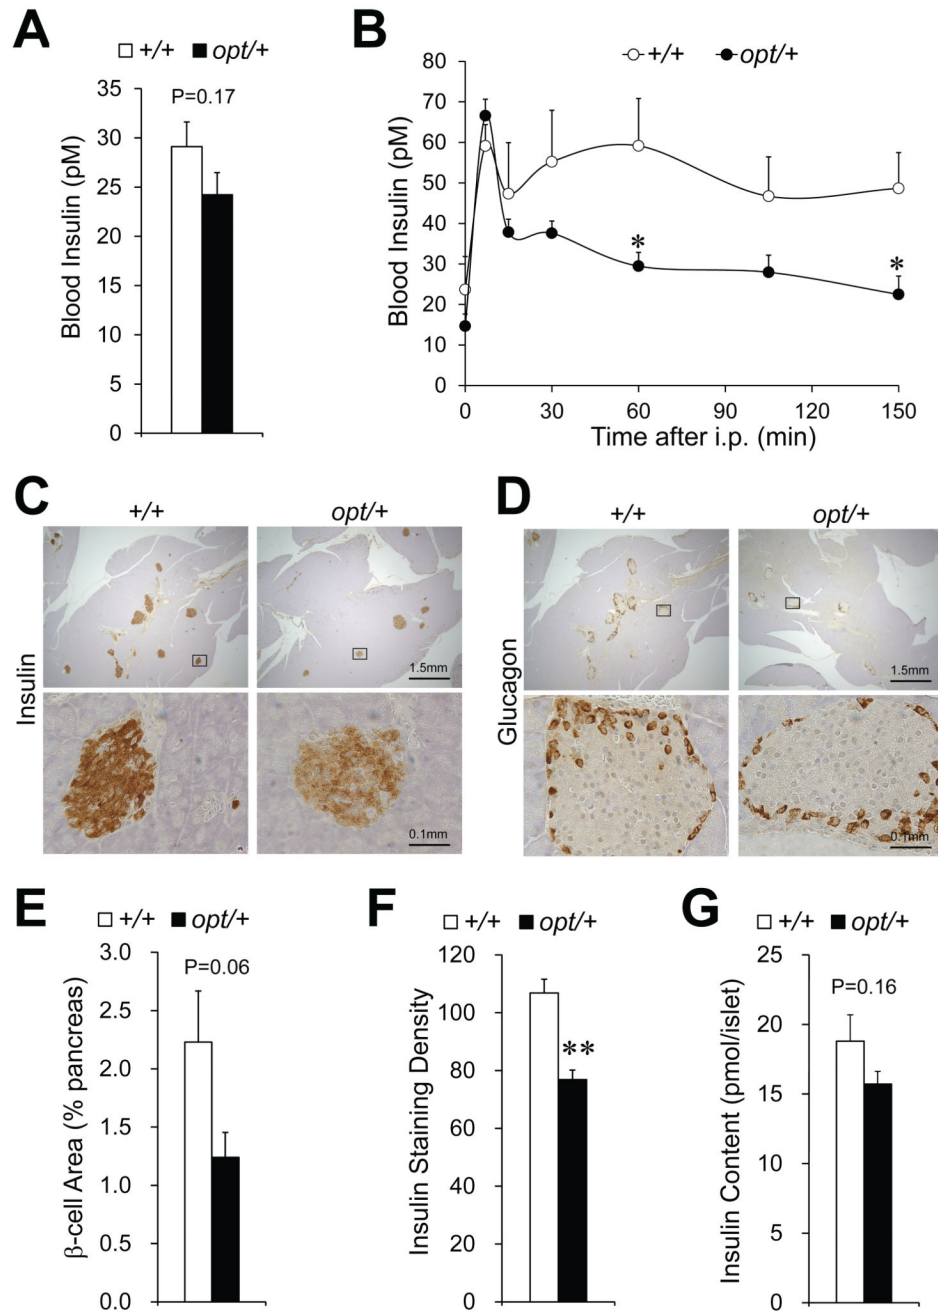 A
+/+ opt/+
P=0.17
Blood Insulin (pM)
35
30
25
20
15
10
5
0
B
+/+ opt/+
Blood Insulin (pM)
80
70
60
50
40
30
20
10
0
*
*
0 30 60 90 120 150
Time after i.p. (min)
C
+/+ opt/+
Insulin
1.5mm
0.1mm
D
+/+ opt/+
Glucagon
1.5mm
0.1mm
E
+/+ opt/+
P=0.06
β-cell Area (% pancreas)
3.0
2.5
2.0
1.5
1.0
0.5
0.0
F
+/+ opt/+
Insulin Staining Density
120
100
80
60
40
20
0
**
G
+/+ opt/+
P=0.16
Insulin Content (pmol/islet)
25
20
15
10
5
0